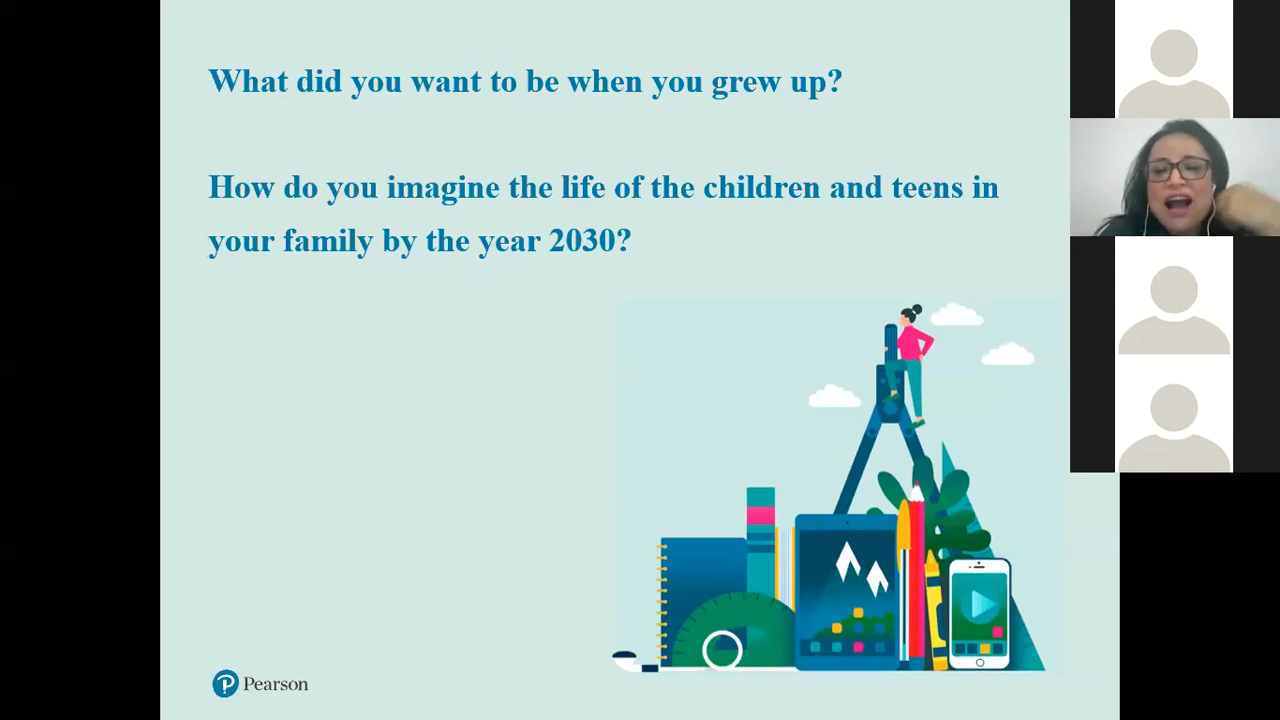 What did you want to be when you grew up?
How do you imagine the life of the children and teens in
your family by the year 2030?
Pearson